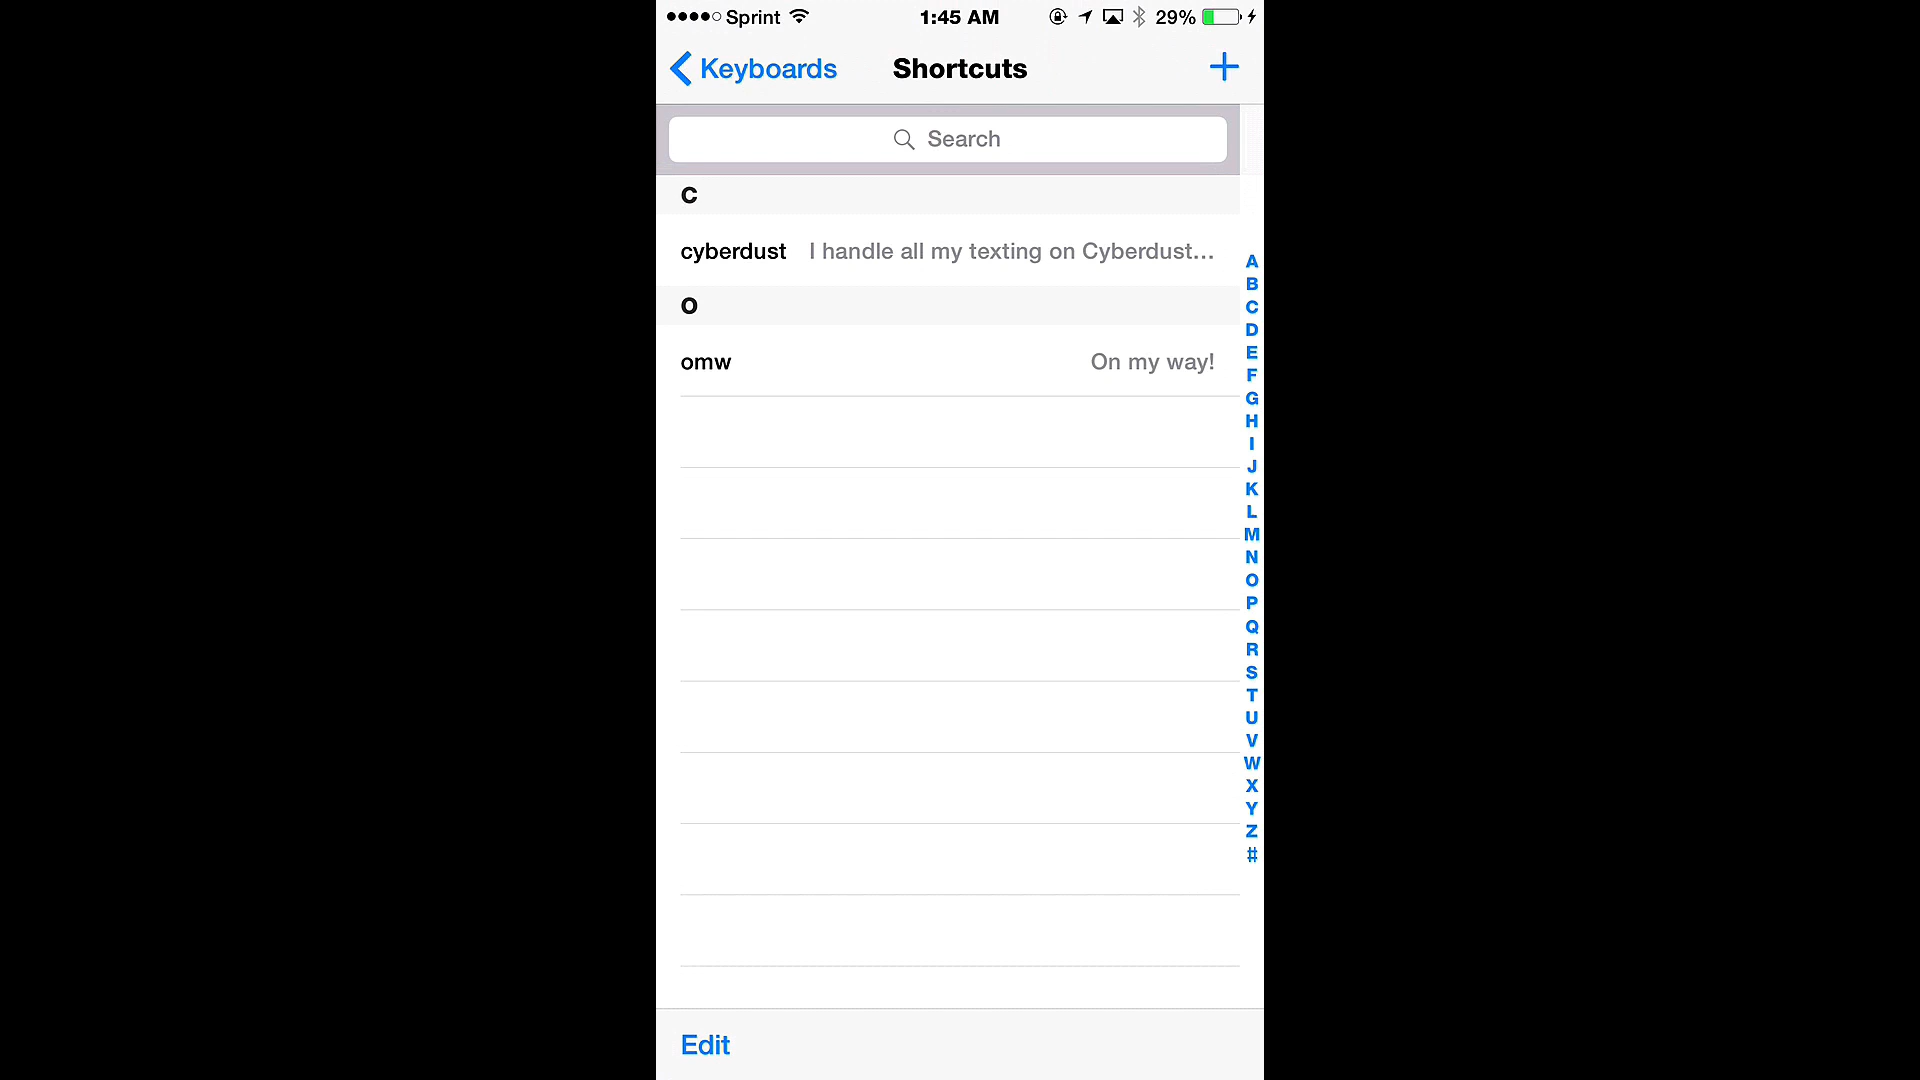 Sprint 1:45 AM 29%
Keyboards Shortcuts +
Search
C
cyberdust I handle all my texting on Cyberdust...
O
omw On my way!
A
B
C
D
E
F
G
H
I
J
K
L
M
N
O
P
Q
R
S
T
U
V
W
X
Y
Z
#
Edit